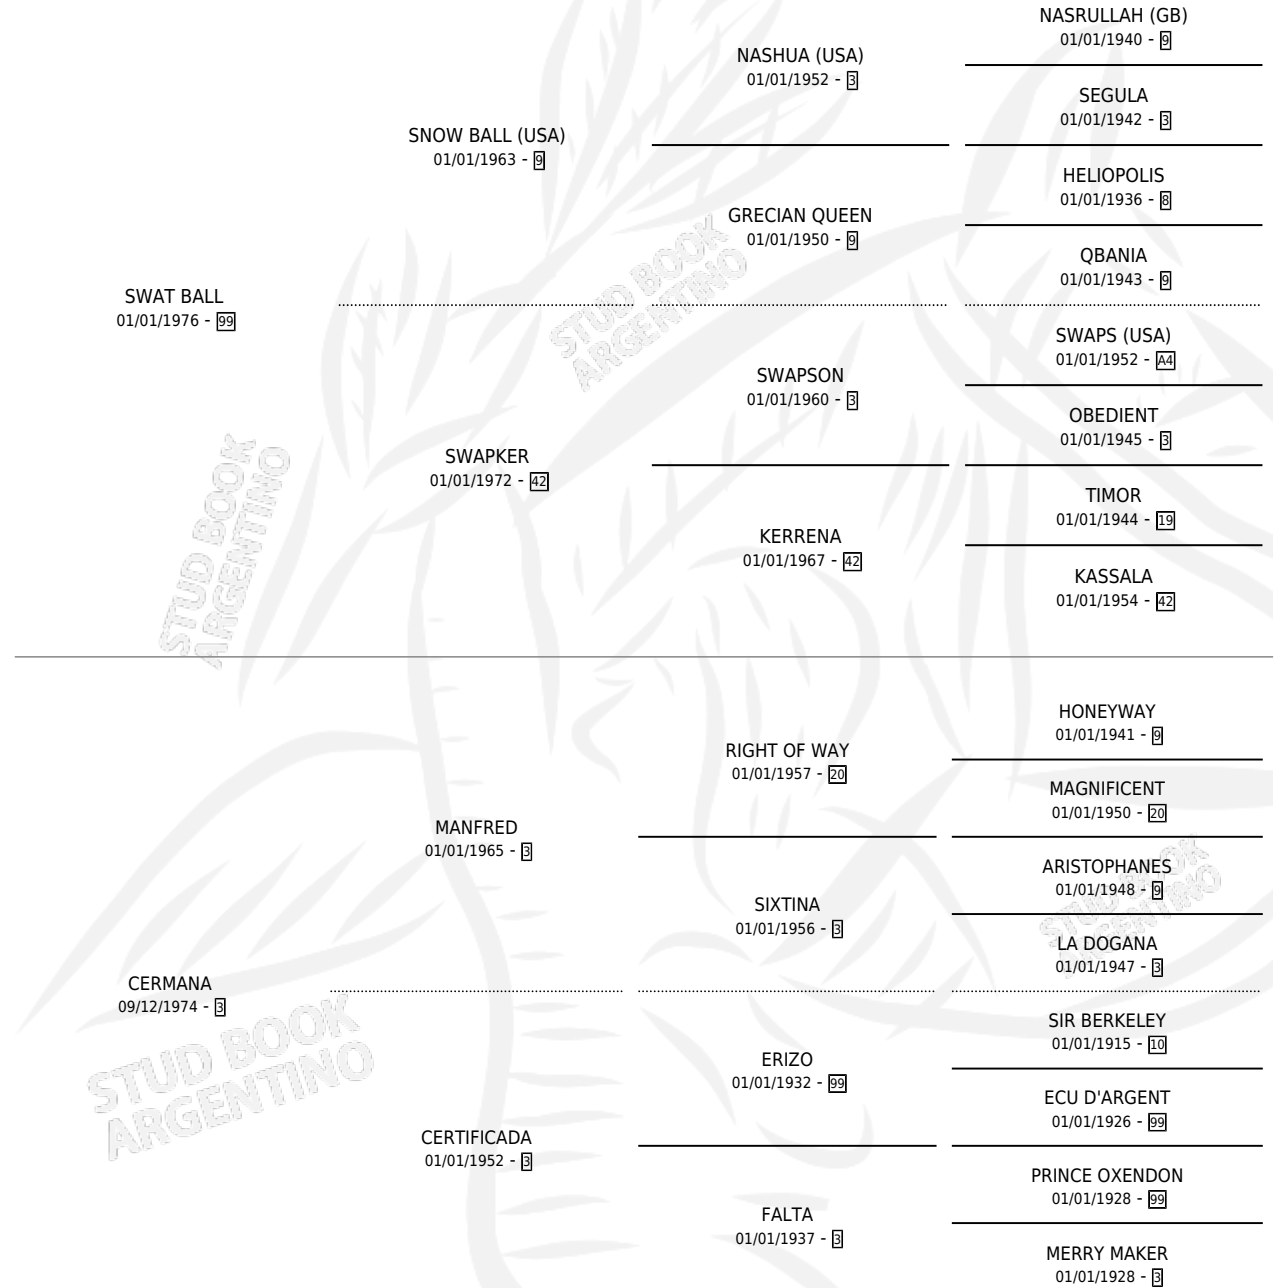 NASRULLAH (GB)
01/01/1940 - 9
NASHUA (USA)
01/01/1952 - 3
SEGULA
01/01/1942 - 3
SNOW BALL (USA)
01/01/1963 - 9
HELIOPOLIS
01/01/1936 - 8
GRECIAN QUEEN
01/01/1950 - 9
QBANIA
01/01/1943 - 9
SWAT BALL
01/01/1976 - 99
STUD BOOK
ARGENTINO
SWAPS (USA)
01/01/1952 - A4
SWAPSON
01/01/1960 - 3
OBEDIENT
01/01/1945 - 3
SWAPKER
01/01/1972 - 42
TIMOR
01/01/1944 - 19
KERRENA
01/01/1967 - 42
KASSALA
01/01/1954 - 42
STUD BOOK
ARGENTINO
HONEYWAY
01/01/1941 - 9
RIGHT OF WAY
01/01/1957 - 20
MAGNIFICENT
01/01/1950 - 20
MANFRED
01/01/1965 - 3
ARISTOPHANES
01/01/1948 - 9
SIXTINA
01/01/1956 - 3
STUD BOOK
ARGENTINO
LA DOGANA
01/01/1947 - 3
CERMANA
09/12/1974 - 3
SIR BERKELEY
01/01/1915 - 10
ERIZO
01/01/1932 - 99
STUD BOOK
ARGENTINO
ECU D'ARGENT
01/01/1926 - 99
CERTIFICADA
01/01/1952 - 3
PRINCE OXENDON
01/01/1928 - 99
FALTA
01/01/1937 - 3
MERRY MAKER
01/01/1928 - 3